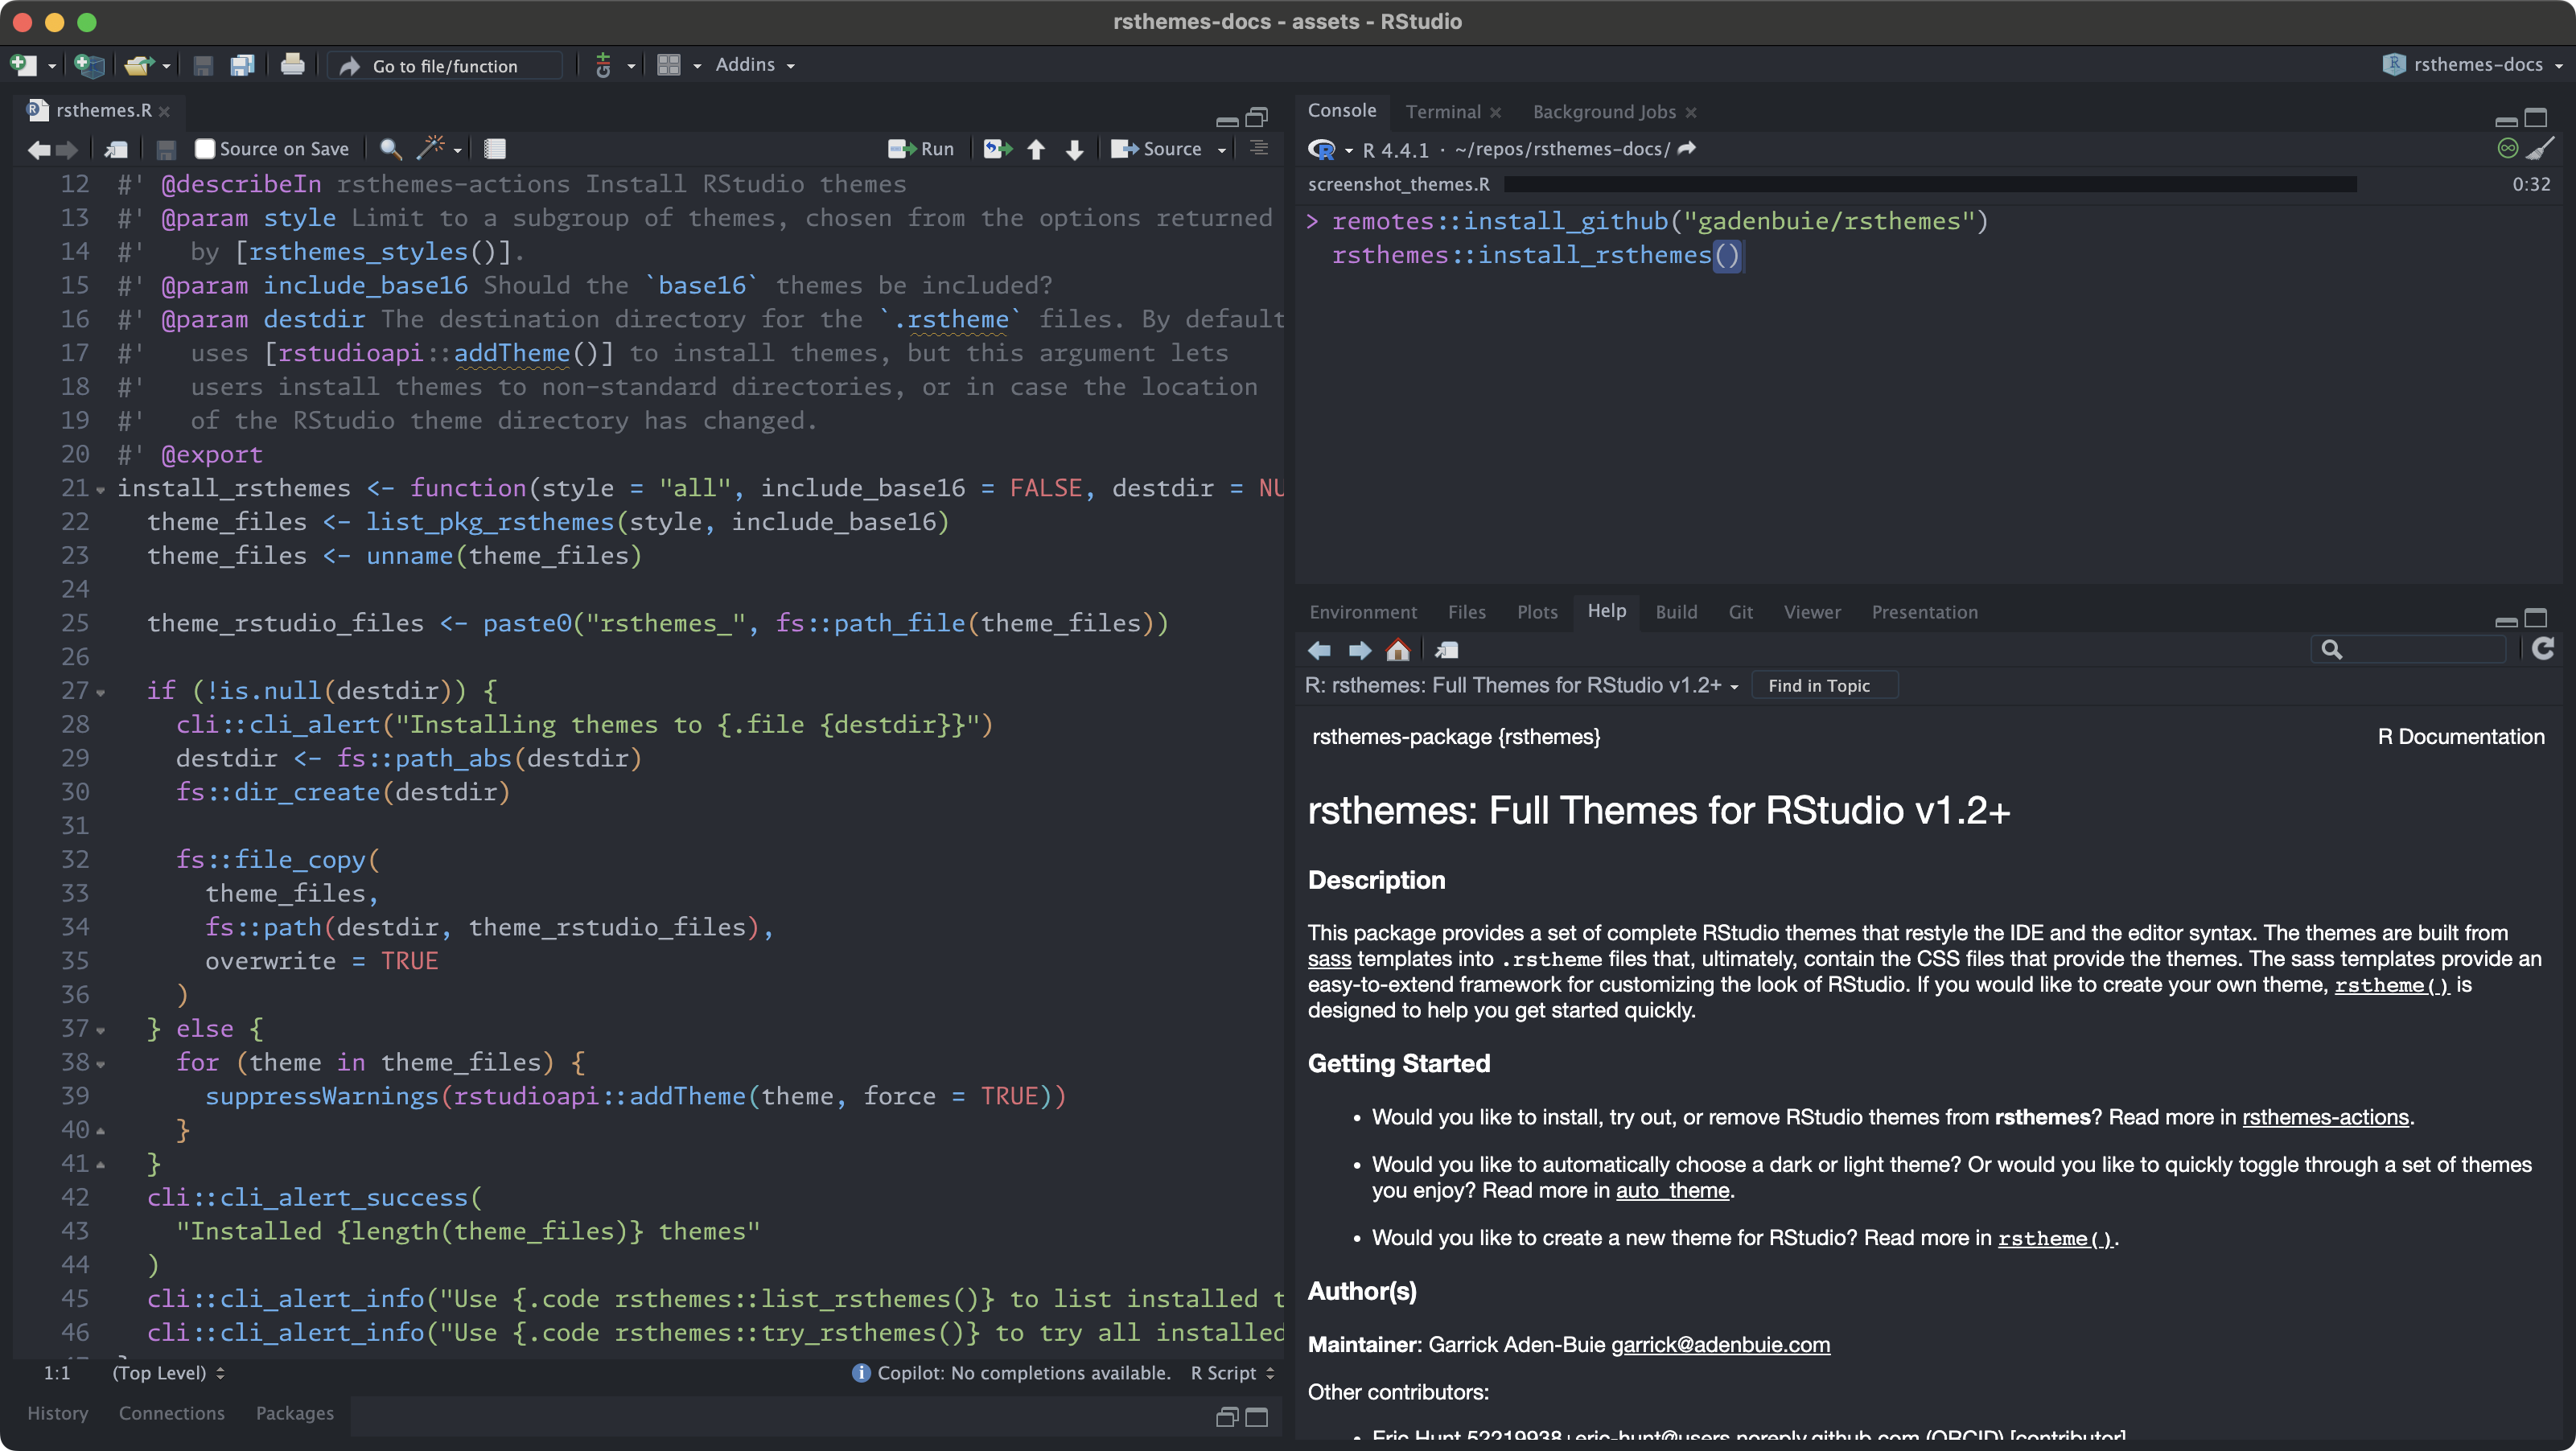 rsthemes-docs - assets - RStudio
Go to file/function
Addins
rsthemes-docs
rsthemes.R
Source on Save
Run
Source
12 #' @describeIn rsthemes-actions Install RStudio themes
13 #' @param style Limit to a subgroup of themes, chosen from the options returned
14 #'   by [rsthemes_styles()].
15 #' @param include_base16 Should the `base16` themes be included?
16 #' @param destdir The destination directory for the `.rstheme` files. By default
17 #'   uses [rstudioapi::addTheme()] to install themes, but this argument lets
18 #'   users install themes to non-standard directories, or in case the location
19 #'   of the RStudio theme directory has changed.
20 #' @export
21 install_rsthemes <- function(style = "all", include_base16 = FALSE, destdir = NU
22   theme_files <- list_pkg_rsthemes(style, include_base16)
23   theme_files <- unname(theme_files)
24
25   theme_rstudio_files <- paste0("rsthemes_", fs::path_file(theme_files))
26
27   if (!is.null(destdir)) {
28     cli::cli_alert("Installing themes to {.file {destdir}}")
29     destdir <- fs::path_abs(destdir)
30     fs::dir_create(destdir)
31
32     fs::file_copy(
33       theme_files,
34       fs::path(destdir, theme_rstudio_files),
35       overwrite = TRUE
36     )
37   } else {
38     for (theme in theme_files) {
39       suppressWarnings(rstudioapi::addTheme(theme, force = TRUE))
40     }
41   }
42   cli::cli_alert_success(
43     "Installed {length(theme_files)} themes"
44   )
45   cli::cli_alert_info("Use {.code rsthemes::list_rsthemes()} to list installed t
46   cli::cli_alert_info("Use {.code rsthemes::try_rsthemes()} to try all installed
1:1 (Top Level)
Copilot: No completions available. R Script
History Connections Packages
Console Terminal Background Jobs
R 4.4.1 · ~/repos/rsthemes-docs/
screenshot_themes.R 0:32
> remotes::install_github("gadenbuie/rsthemes")
rsthemes::install_rsthemes()
Environment Files Plots Help Build Git Viewer Presentation
R: rsthemes: Full Themes for RStudio v1.2+ Find in Topic
rsthemes-package {rsthemes} R Documentation
rsthemes: Full Themes for RStudio v1.2+
Description
This package provides a set of complete RStudio themes that restyle the IDE and the editor syntax. The themes are built from
sass templates into .rstheme files that, ultimately, contain the CSS files that provide the themes. The sass templates provide an
easy-to-extend framework for customizing the look of RStudio. If you would like to create your own theme, rstheme() is
designed to help you get started quickly.
Getting Started
• Would you like to install, try out, or remove RStudio themes from rsthemes? Read more in rsthemes-actions.
• Would you like to automatically choose a dark or light theme? Or would you like to quickly toggle through a set of themes
you enjoy? Read more in auto_theme.
• Would you like to create a new theme for RStudio? Read more in rstheme().
Author(s)
Maintainer: Garrick Aden-Buie garrick@adenbuie.com
Other contributors:
• Eric Hunt 52219938+eric-hunt@users.noreply.github.com (ORCID) [contributor]